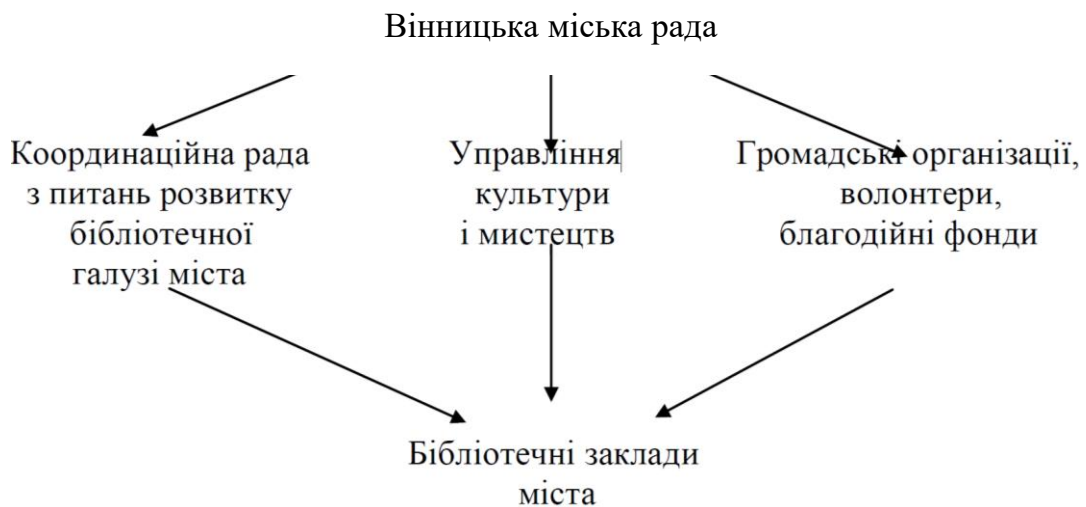 Вінницька міська рада
Координаційна рада
з питань розвитку
бібліотечної
галузі міста
Управління
культури
і мистецтв
Громадські організації,
волонтери,
благодійні фонди
Бібліотечні заклади
міста